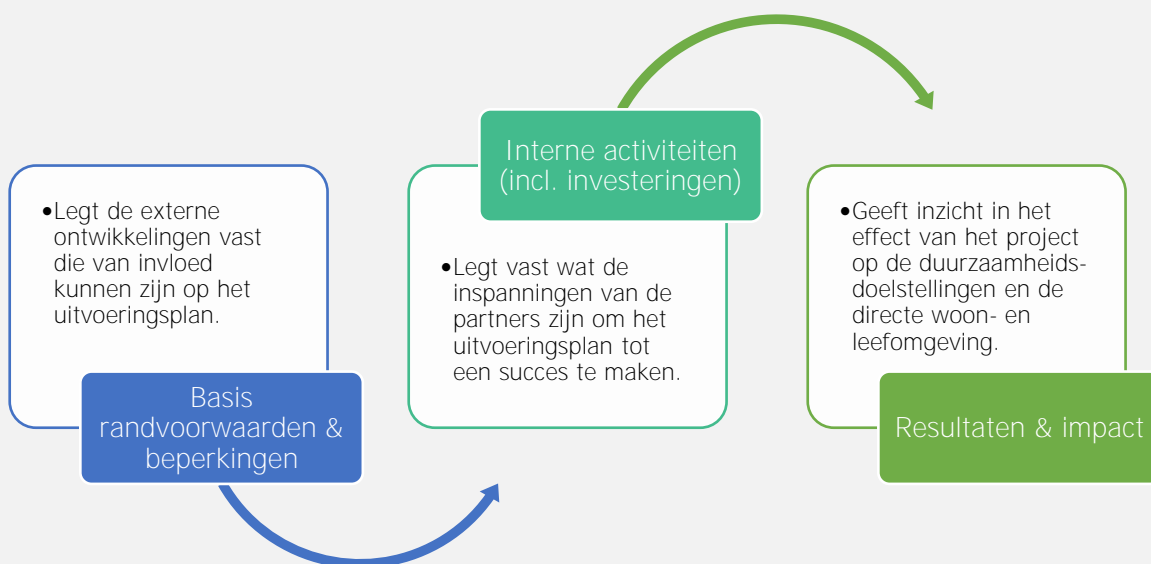 •Legt de externe
ontwikkelingen vast
die van invloed
kunnen zijn op het
uitvoeringsplan.
Basis
randvoorwaarden &
beperkingen
Interne activiteiten
(incl. investeringen)
•Legt vast wat de
inspanningen van de
partners zijn om het
uitvoeringsplan tot
een succes te maken.
•Geeft inzicht in het
effect van het project
op de duurzaamheids-
doelstellingen en de
directe woon- en
leefomgeving.
Resultaten & impact